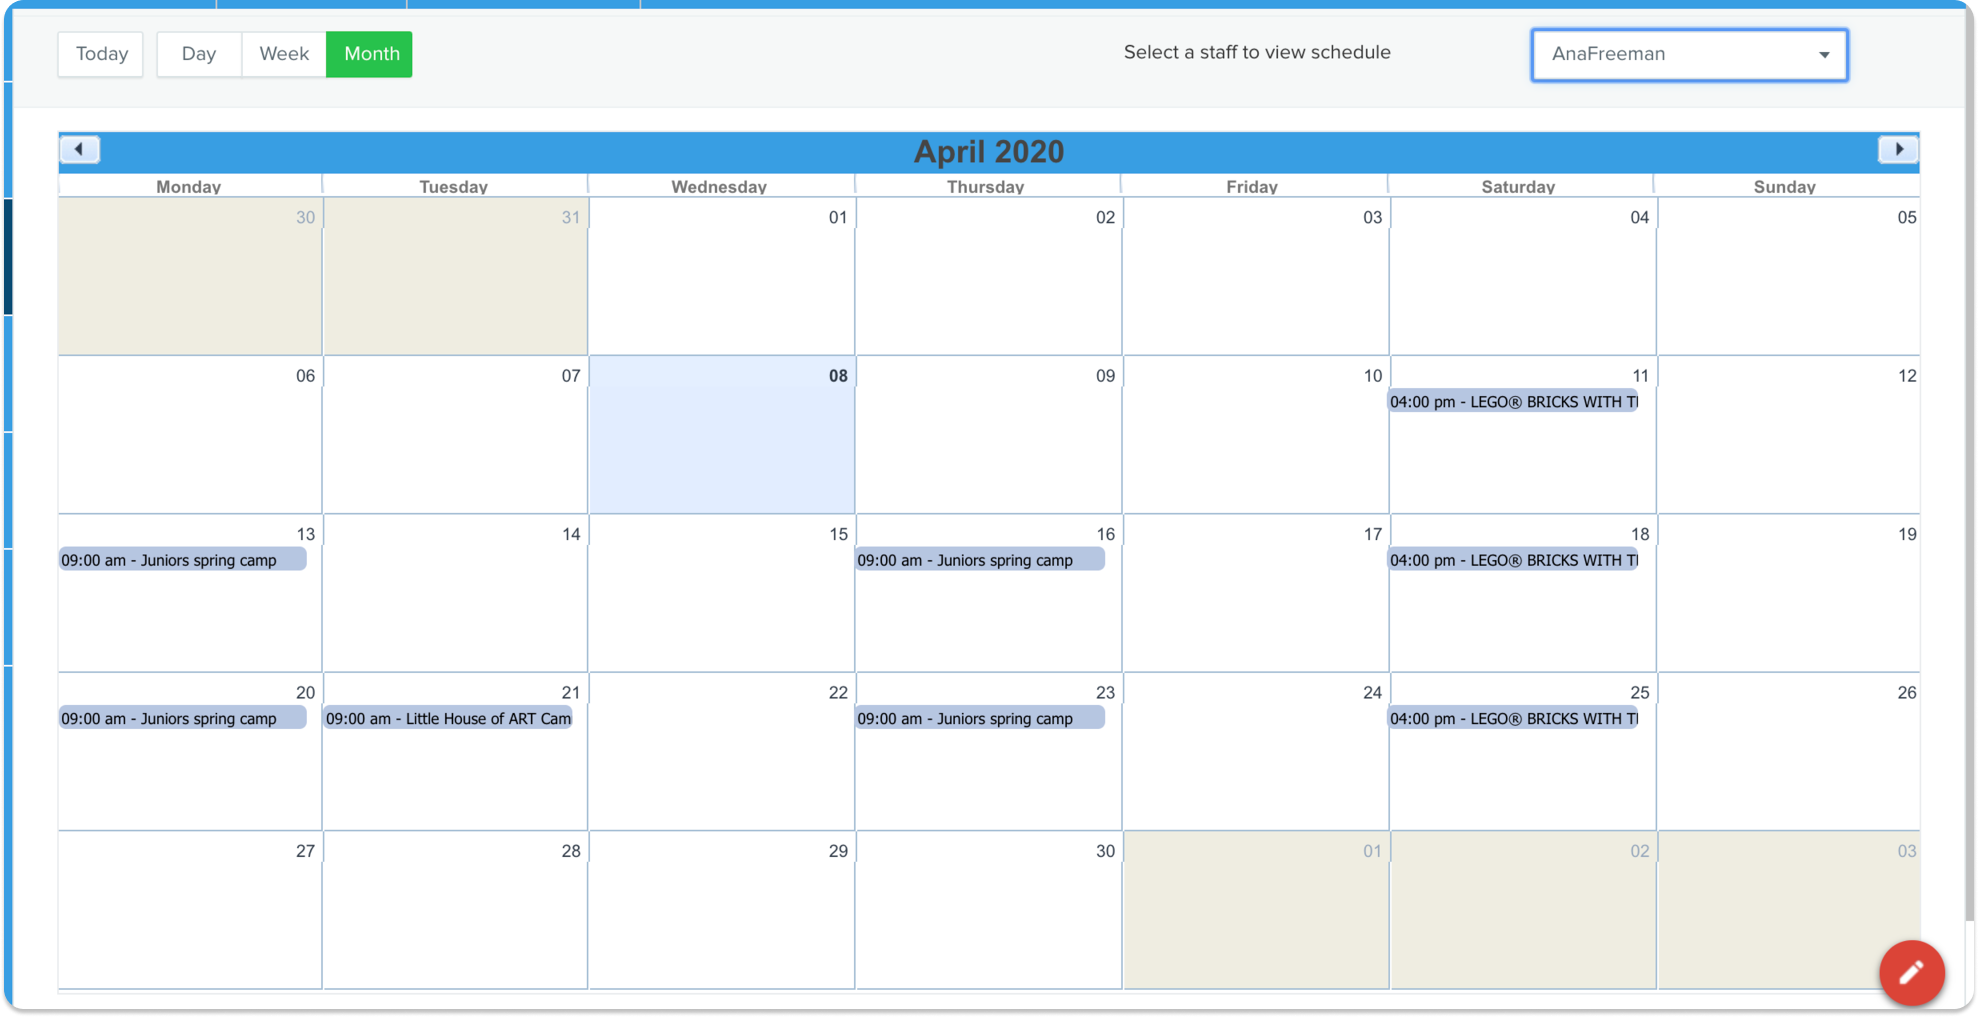 Today Day Week Month Select a staff to view schedule AnaFreeman
April 2020
Monday Tuesday Wednesday Thursday Friday Saturday Sunday
30 31 01 02 03 04 05
06 07 08 09 10 11 12
04:00 pm - LEGO® BRICKS WITH
13 14 15 16 17 18 19
09:00 am - Juniors spring camp 09:00 am - Juniors spring camp 04:00 pm - LEGO® BRICKS WITH
20 21 22 23 24 25 26
09:00 am - Juniors spring camp 09:00 am - Little House of ART Cam 09:00 am - Juniors spring camp 04:00 pm - LEGO® BRICKS WITH
27 28 29 30 01 02 03